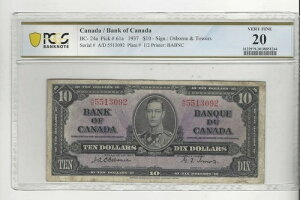 PCGS
BANKNOTE
Canada / Bank of Canada
BC- 24a Pick # 61a 1937 $10 - Sign : Osborne & Towers
Serial # A/D 5513092 Plate # 1/2 Printer: BABNC
VERY FINE
20
10
BANK
OF
CANADA
A/D 5513092
A/D 5513092
BANQUE
DU
CANADA
10
TEN DOLLARS
DIX DOLLARS
TEN
10
DIX